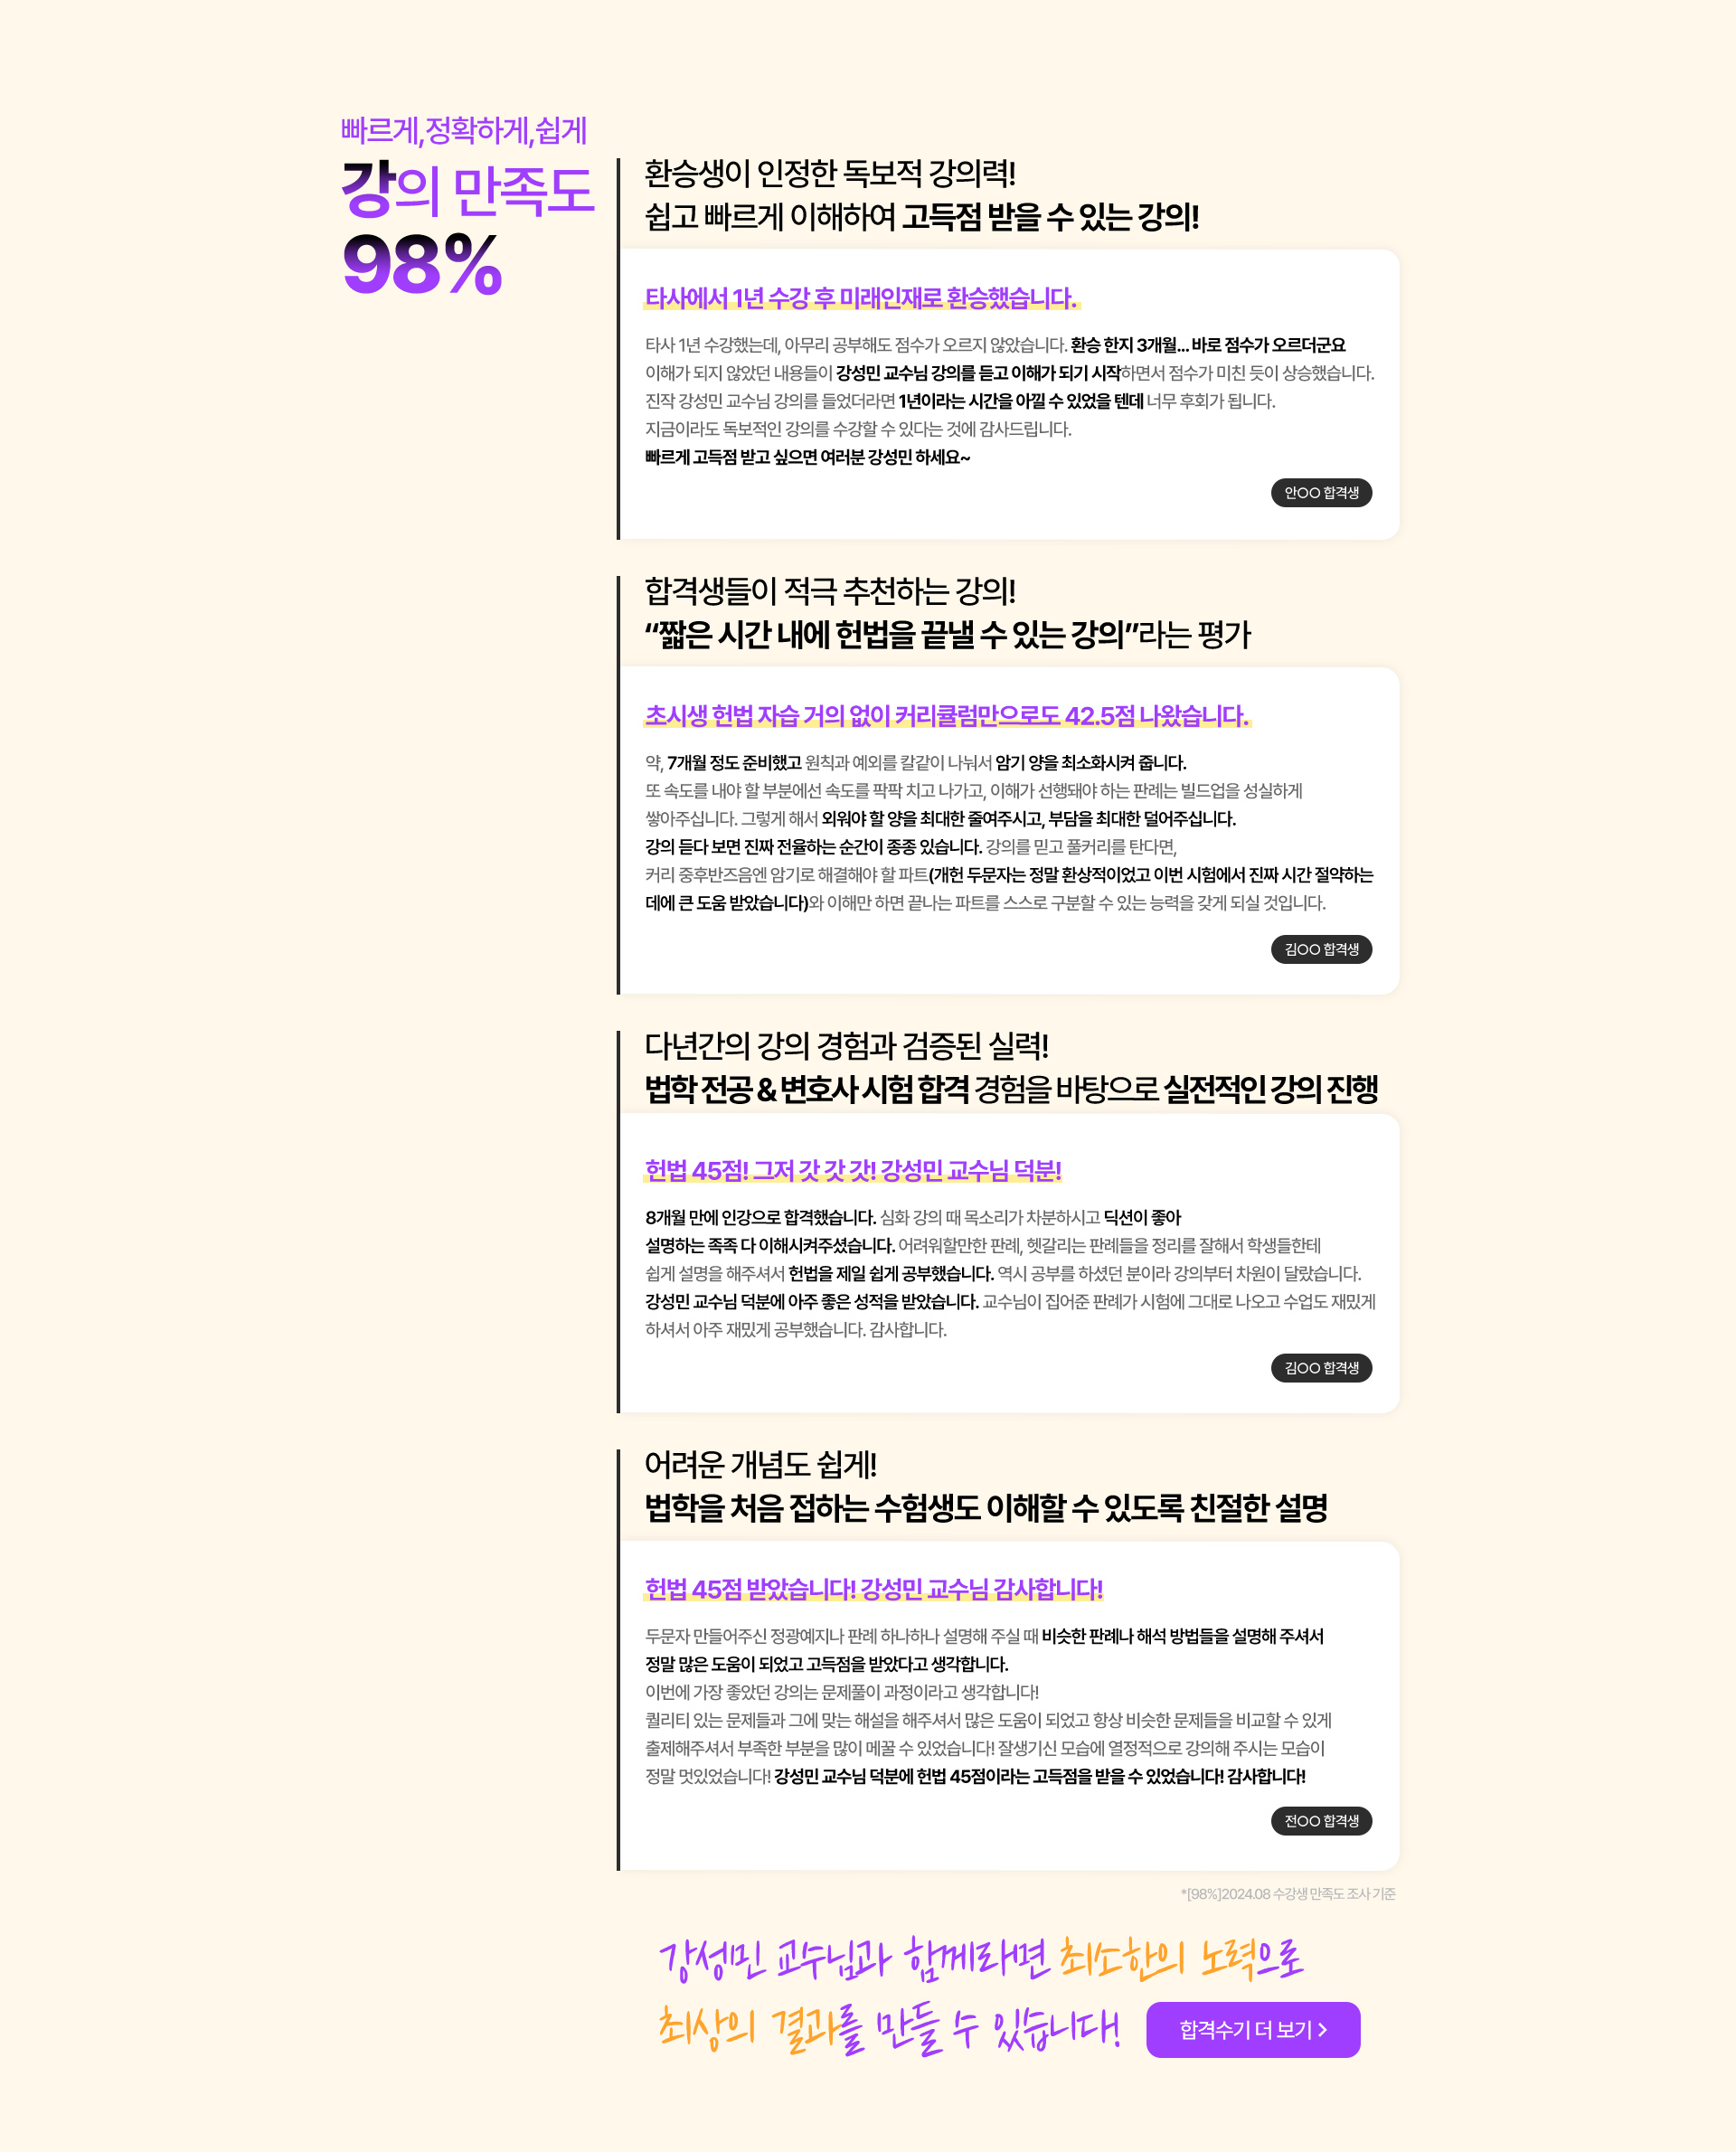 빠르게,정확하게,쉽게
강의 만족도
98%
환승생이 인정한 독보적 강의력!
쉽고 빠르게 이해하여 고득점 받을 수 있는 강의!
타사에서 1년 수강 후 미래인재로 환승했습니다.
타사 1년 수강했는데, 아무리 공부해도 점수가 오르지 않았습니다. 환승 한지 3개월... 바로 점수가 오르더군요
이해가 되지 않았던 내용들이 강성민 교수님 강의를 듣고 이해가 되기 시작하면서 점수가 미친 듯이 상승했습니다.
진작 강성민 교수님 강의를 들었더라면 1년이라는 시간을 아낄 수 있었을 텐데 너무 후회가 됩니다.
지금이라도 독보적인 강의를 수강할 수 있다는 것에 감사드립니다.
빠르게 고득점 받고 싶으면 여러분 강성민 하세요~
안○○ 합격생
합격생들이 적극 추천하는 강의!
“짧은 시간 내에 헌법을 끝낼 수 있는 강의”라는 평가
초시생 헌법 자습 거의 없이 커리큘럼만으로도 42.5점 나왔습니다.
약, 7개월 정도 준비했고 원칙과 예외를 칼같이 나눠서 암기 양을 최소화시켜 줍니다.
또 속도를 내야 할 부분에선 속도를 팍팍 치고 나가고, 이해가 선행돼야 하는 판례는 빌드업을 성실하게
쌓아주십니다. 그렇게 해서 외워야 할 양을 최대한 줄여주시고, 부담을 최대한 덜어주십니다.
강의 듣다 보면 진짜 전율하는 순간이 종종 있습니다. 강의를 믿고 풀커리를 탄다면,
커리 중후반즈음엔 암기로 해결해야 할 파트(개헌 두문자는 정말 환상적이었고 이번 시험에서 진짜 시간 절약하는
데에 큰 도움 받았습니다)와 이해만 하면 끝나는 파트를 스스로 구분할 수 있는 능력을 갖게 되실 것입니다.
김○○ 합격생
다년간의 강의 경험과 검증된 실력!
법학 전공 & 변호사 시험 합격 경험을 바탕으로 실전적인 강의 진행
헌법 45점! 그저 갓 갓 갓! 강성민 교수님 덕분!
8개월 만에 인강으로 합격했습니다. 심화 강의 때 목소리가 차분하시고 딕션이 좋아
설명하는 족족 다 이해시켜주셨습니다. 어려워할만한 판례, 헷갈리는 판례들을 정리를 잘해서 학생들한테
쉽게 설명을 해주셔서 헌법을 제일 쉽게 공부했습니다. 역시 공부를 하셨던 분이라 강의부터 차원이 달랐습니다.
강성민 교수님 덕분에 아주 좋은 성적을 받았습니다. 교수님이 집어준 판례가 시험에 그대로 나오고 수업도 재밌게
하셔서 아주 재밌게 공부했습니다. 감사합니다.
김○○ 합격생
어려운 개념도 쉽게!
법학을 처음 접하는 수험생도 이해할 수 있도록 친절한 설명
헌법 45점 받았습니다! 강성민 교수님 감사합니다!
두문자 만들어주신 정광예지나 판례 하나하나 설명해 주실 때 비슷한 판례나 해석 방법들을 설명해 주셔서
정말 많은 도움이 되었고 고득점을 받았다고 생각합니다.
이번에 가장 좋았던 강의는 문제풀이 과정이라고 생각합니다!
퀄리티 있는 문제들과 그에 맞는 해설을 해주셔서 많은 도움이 되었고 항상 비슷한 문제들을 비교할 수 있게
출제해주셔서 부족한 부분을 많이 메꿀 수 있었습니다! 잘생기신 모습에 열정적으로 강의해 주시는 모습이
정말 멋있었습니다! 강성민 교수님 덕분에 헌법 45점이라는 고득점을 받을 수 있었습니다! 감사합니다!
전○○ 합격생
*[98%]2024.08 수강생 만족도 조사 기준
강성민 교수님과 함께라면 최소한의 노력으로
최상의 결과를 만들 수 있습니다!
합격수기 더 보기 >